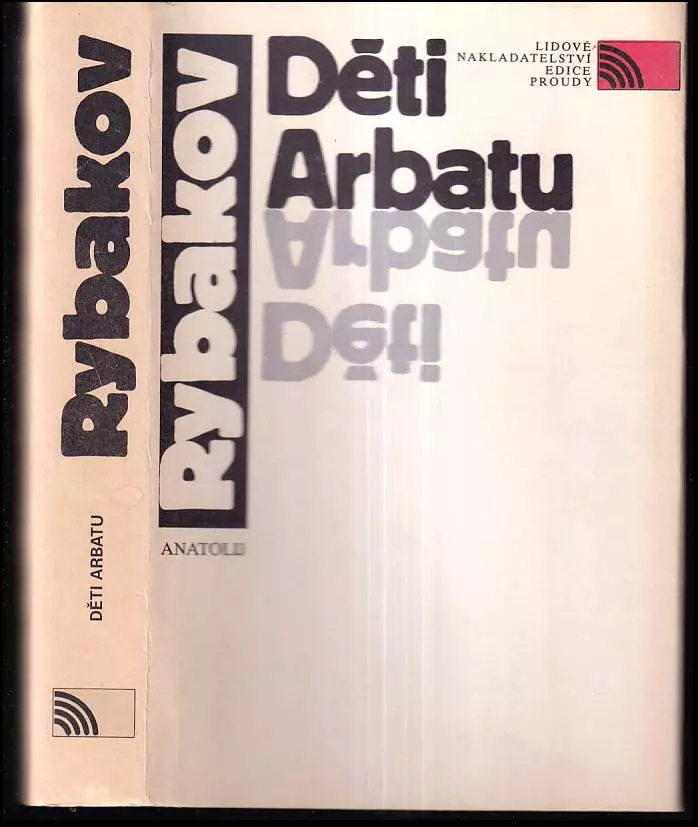 Rybakov
DĚTI ARBATU
Rybakov
ANATOLIJ
Děti
Arbatu
Arbatu
Děti
LIDOVÉ
NAKLADATELSTVÍ
EDICE
PROUDY